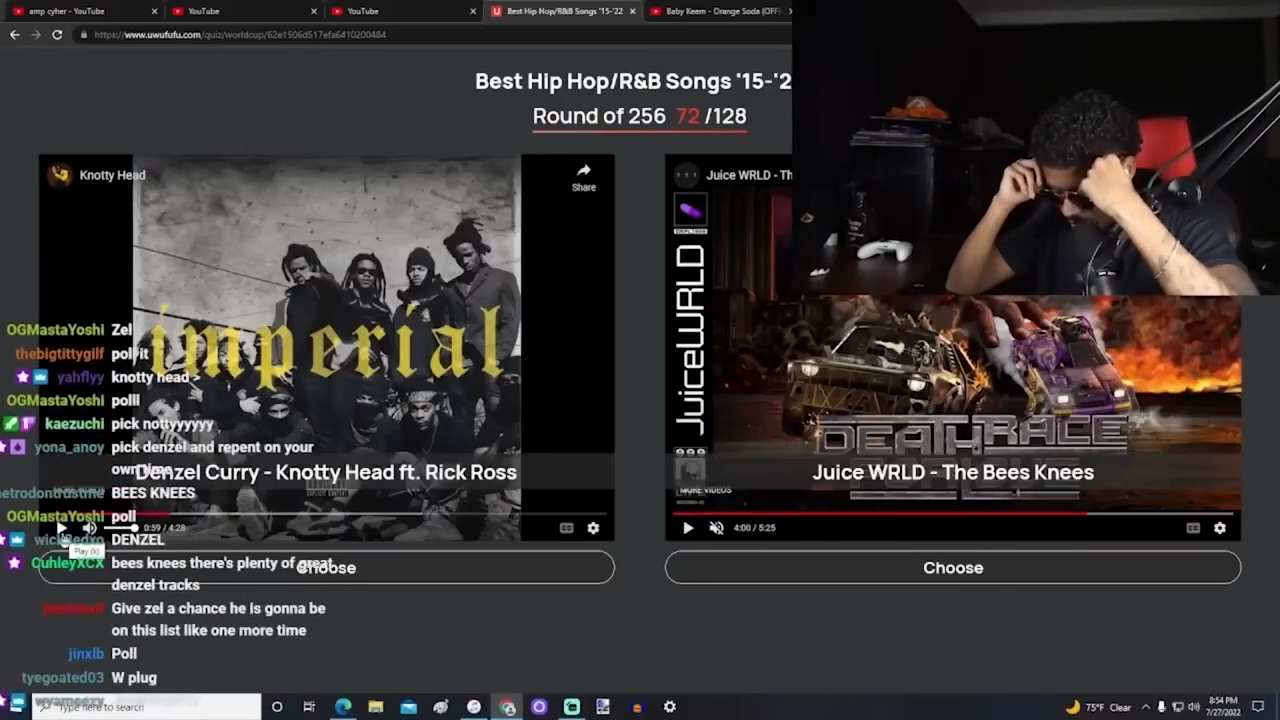 amp cyher - YouTube
YouTube
YouTube
Best Hip Hop/R&B Songs '15-'22
Baby Keem - Orange Soda (OFFI
https://www.uwufufu.com/quiz/worldcup/62e1506d517efa6410200484
Best Hip Hop/R&B Songs '15-'2
Round of 256 72 /128
Knotty Head
Share
imperial
Denzel Curry - Knotty Head ft. Rick Ross
0:59 / 4:28
Play (k)
Choose
Juice WRLD - Th
JuiceWRLD
999
DEATHRACE
Juice WRLD - The Bees Knees
MORE VIDEOS
4:00 / 5:25
Choose
OGMastaYoshi Zel
thebigtittygilf poll it
yahflyy knotty head >
OGMastaYoshi polll
kaezuchi pick nottyyyyy
yona_anoy pick denzel and repent on your
own time
BEES KNEES
OGMastaYoshi poll
DENZEL
CuhleyXCX bees knees there's plenty of great
denzel tracks
Give zel a chance he is gonna be
on this list like one more time
jinxlb Poll
tyegoated03 W plug
Type here to search
75°F Clear
8:54 PM
7/27/2022